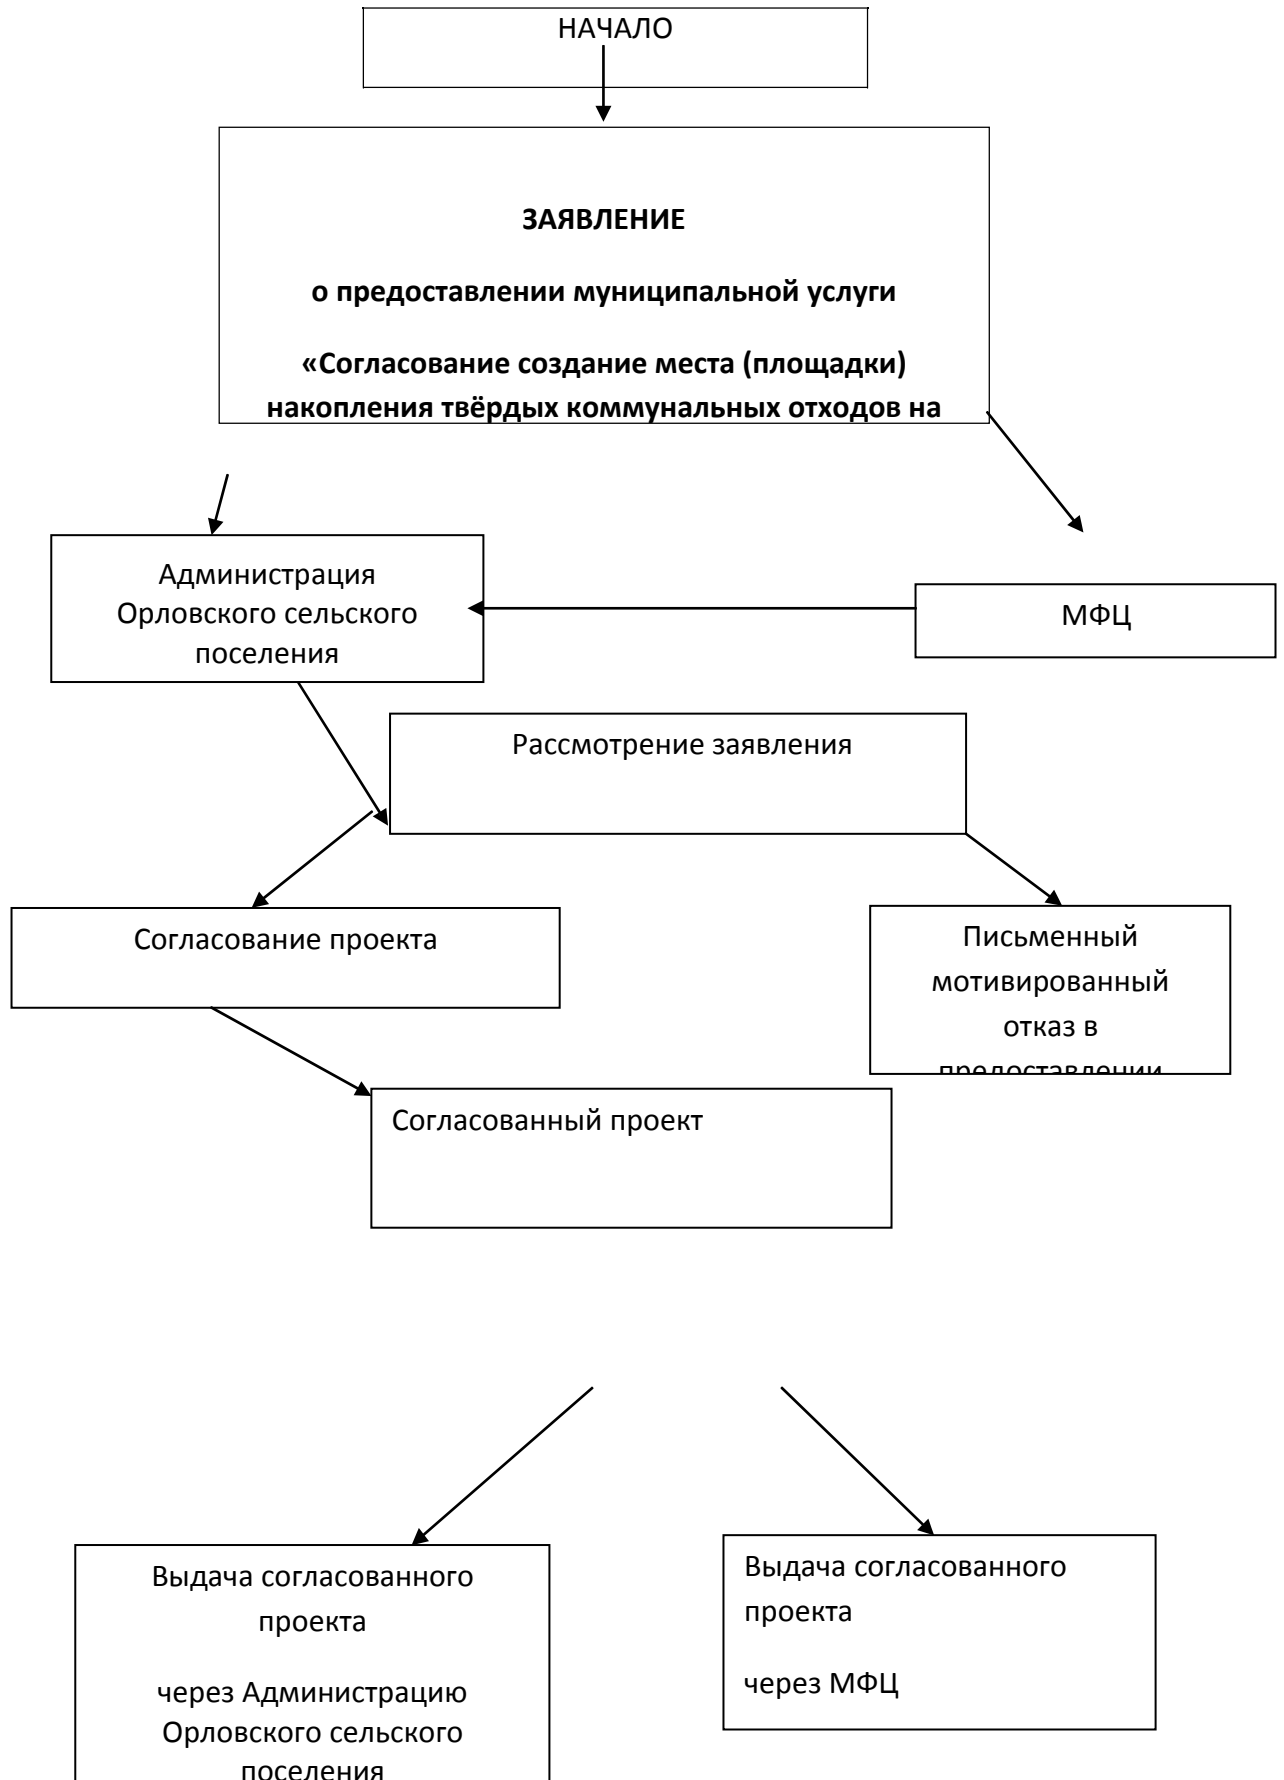 НАЧАЛО
ЗАЯВЛЕНИЕ
о предоставлении муниципальной услуги
«Согласование создание места (площадки)
накопления твёрдых коммунальных отходов на
Администрация
Орловского сельского
поселения
МФЦ
Рассмотрение заявления
Согласование проекта
Письменный
мотивированный
отказ в
предоставлении
Согласованный проект
Выдача согласованного
проекта
через Администрацию
Орловского сельского
поселения
Выдача согласованного
проекта
через МФЦ